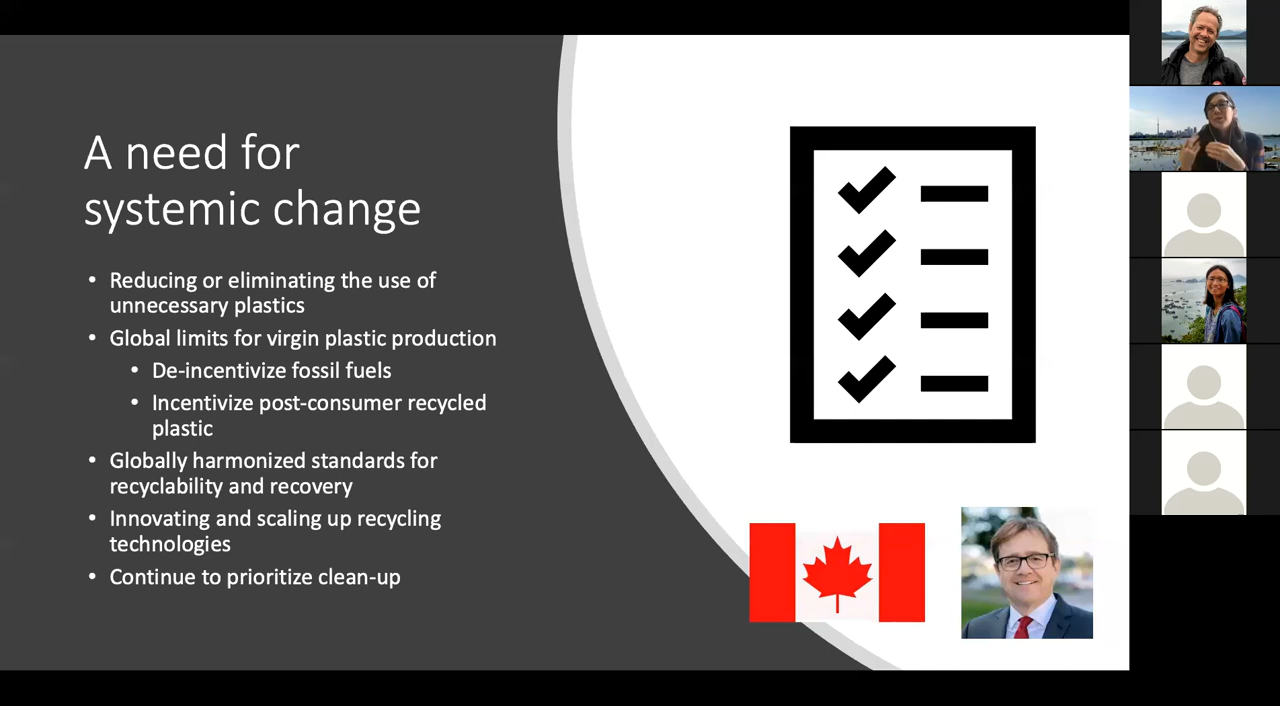 A need for
systemic change
• Reducing or eliminating the use of
unnecessary plastics
• Global limits for virgin plastic production
• De-incentivize fossil fuels
• Incentivize post-consumer recycled
plastic
• Globally harmonized standards for
recyclability and recovery
• Innovating and scaling up recycling
technologies
• Continue to prioritize clean-up